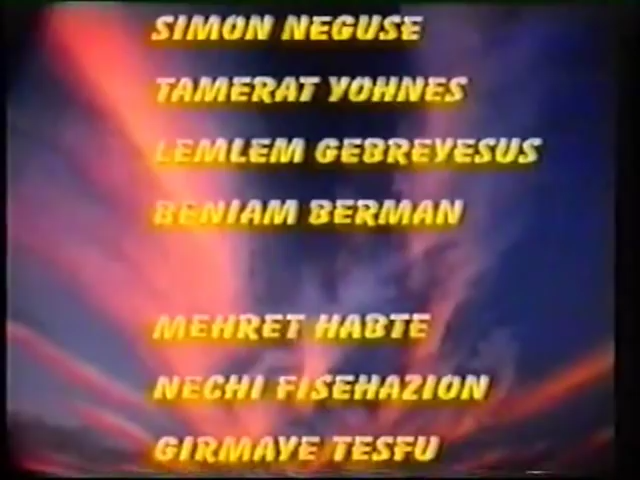 SIMON NEGUSE
TAMERAT YOHNES
LEMLEM GEBREYESUS
BENIAM BERMAN
MEHRET HABTE
NECHI FISEHAZION
GIRMAYE TESFU